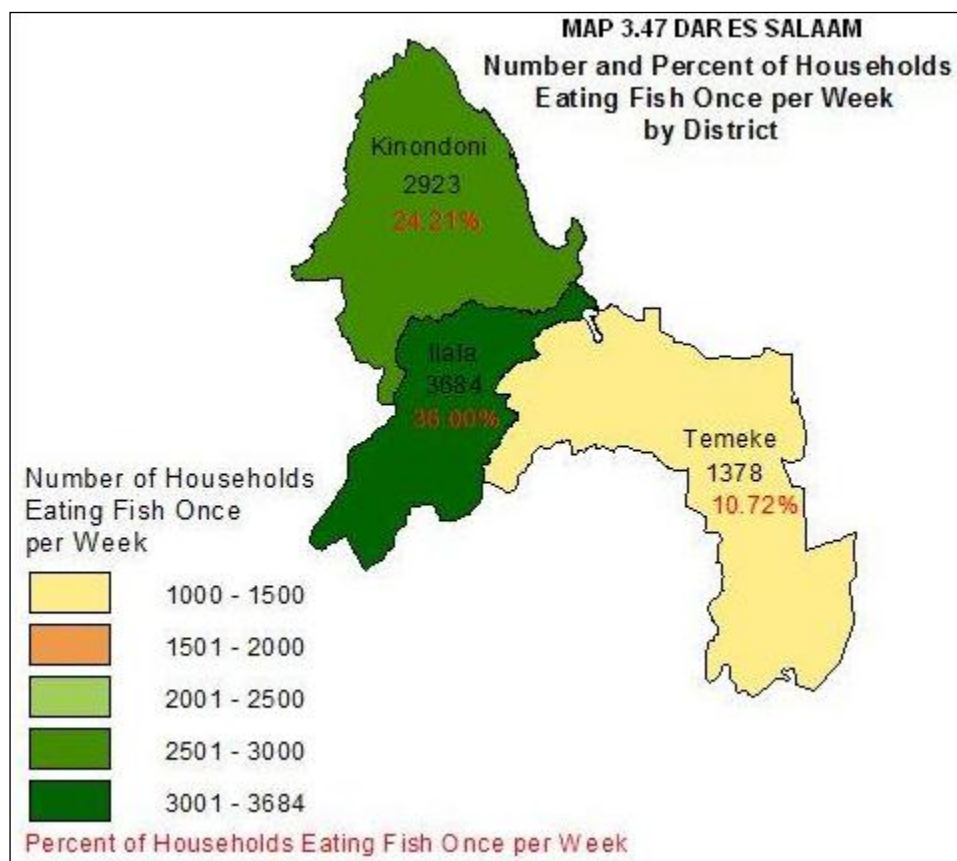 MAP 3.47 DAR ES SALAAM
Number and Percent of Households
Eating Fish Once per Week
by District
Kinondoni
2923
24.21%
Ilala
3684
36.00%
Temeke
1378
10.72%
Number of Households
Eating Fish Once
per Week
1000 - 1500
1501 - 2000
2001 - 2500
2501 - 3000
3001 - 3684
Percent of Households Eating Fish Once per Week